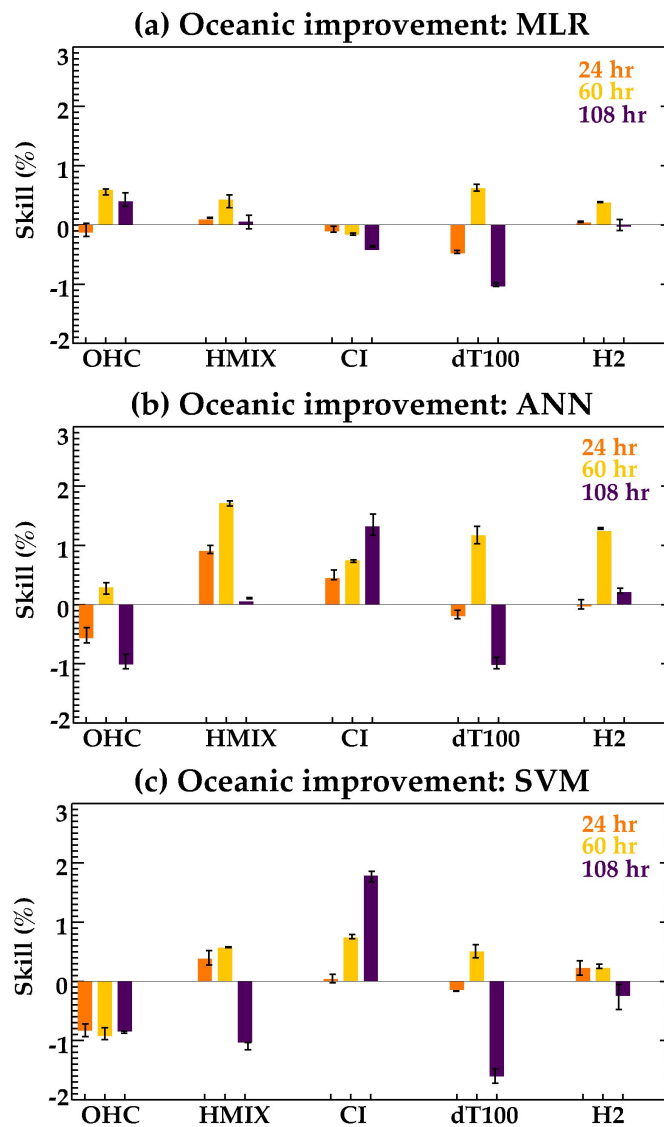 (a) Oceanic improvement: MLR
3
24 hr
60 hr
2
108 hr
Skill (%)
1
0
-1
-2
OHC HMIX CI dT100 H2
(b) Oceanic improvement: ANN
3
24 hr
60 hr
2
108 hr
Skill (%)
1
0
-1
-2
OHC HMIX CI dT100 H2
(c) Oceanic improvement: SVM
3
24 hr
60 hr
2
108 hr
Skill (%)
1
0
-1
-2
OHC HMIX CI dT100 H2